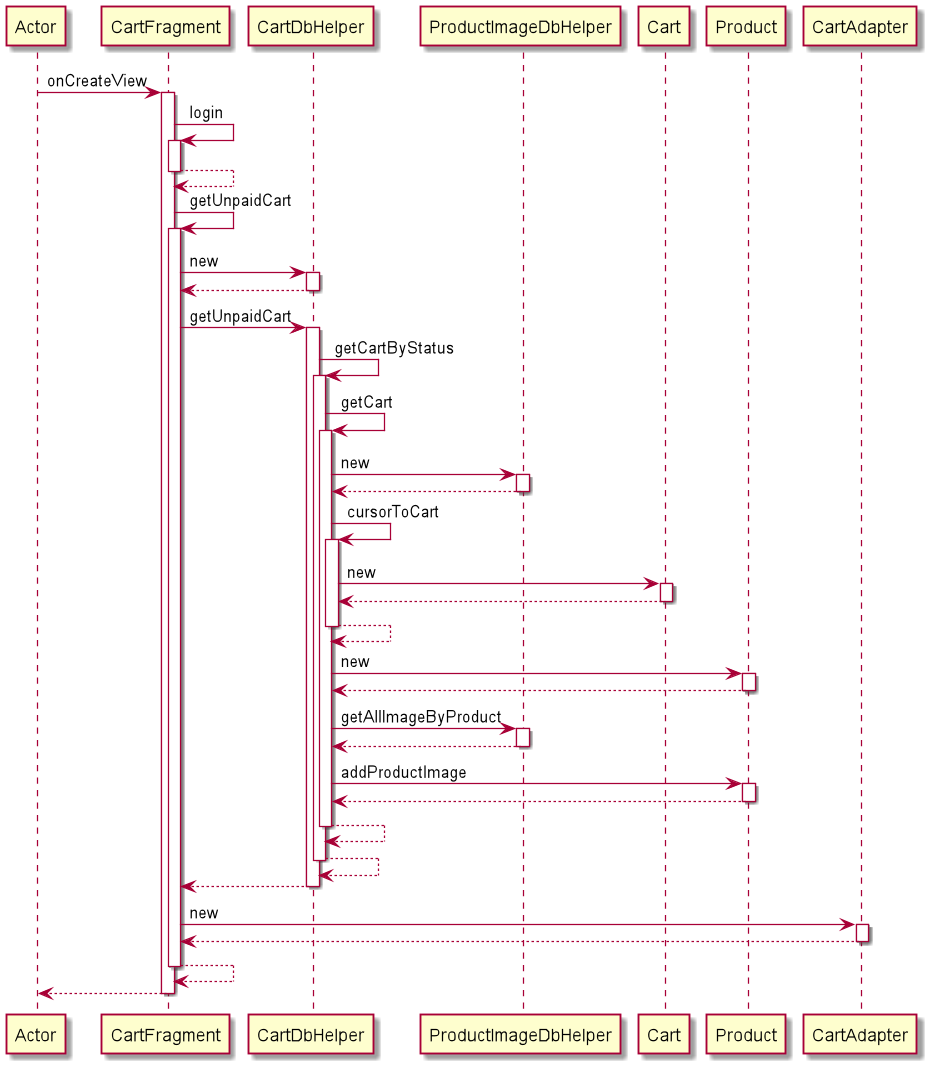 Actor CartFragment CartDbHelper ProductImageDbHelper Cart Product CartAdapter
onCreateView
login
getUnpaidCart
new
getUnpaidCart
getCartByStatus
getCart
new
cursorToCart
new
new
getAllImageByProduct
addProductImage
new
Actor CartFragment CartDbHelper ProductImageDbHelper Cart Product CartAdapter